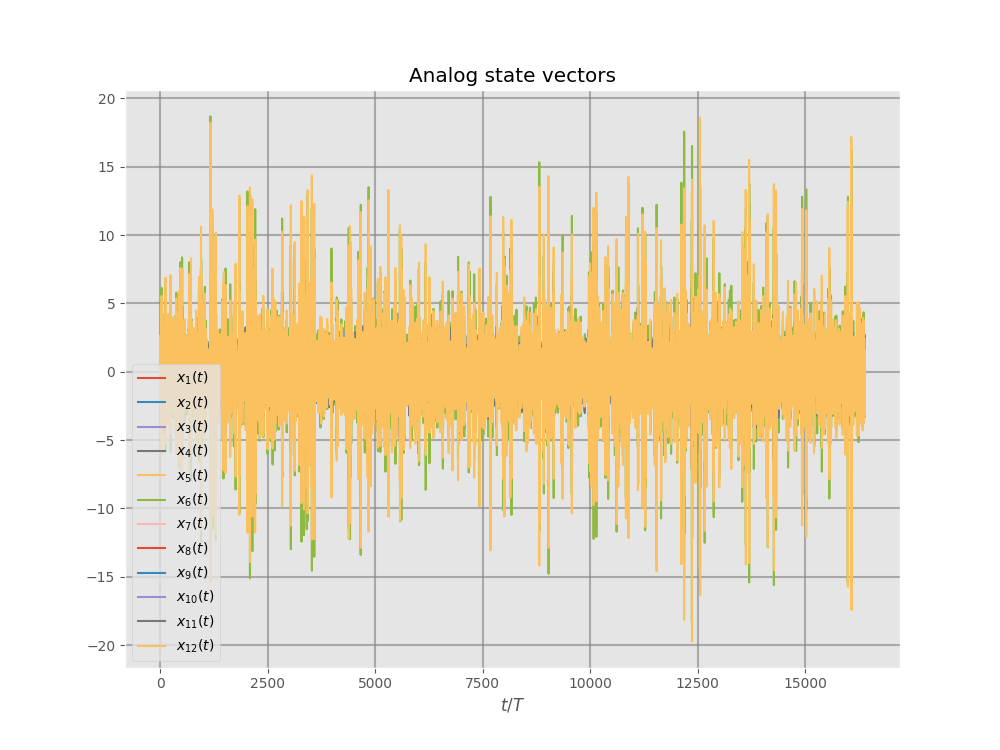 Analog state vectors
20
15
10
5
0
−5
−10
−15
−20
x₁(t)
x₂(t)
x₃(t)
x₄(t)
x₅(t)
x₆(t)
x₇(t)
x₈(t)
x₉(t)
x₁₀(t)
x₁₁(t)
x₁₂(t)
0 2500 5000 7500 10000 12500 15000
t/T